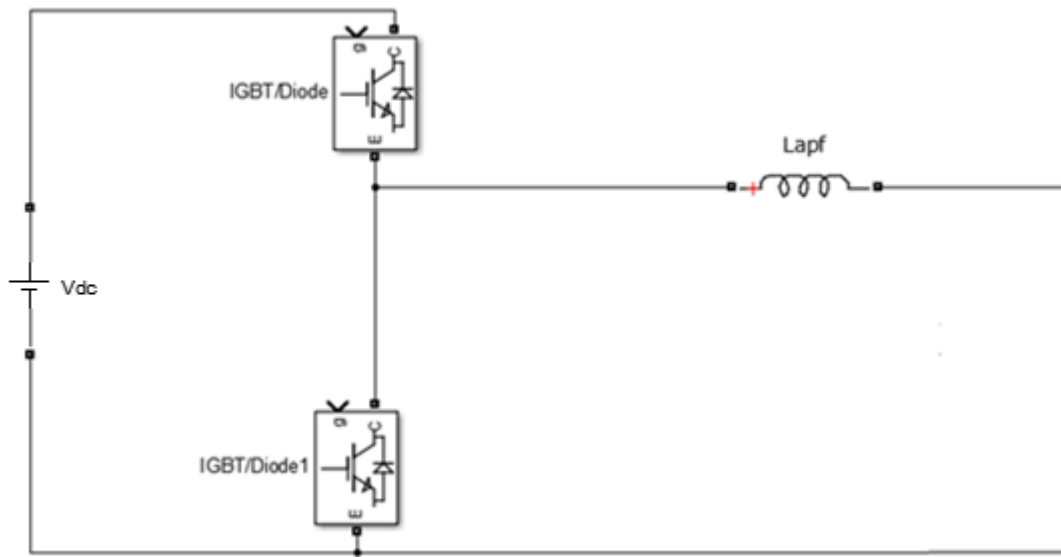 g C
IGBT/Diode
E
Lapf
Vdc
g C
IGBT/Diode1
E